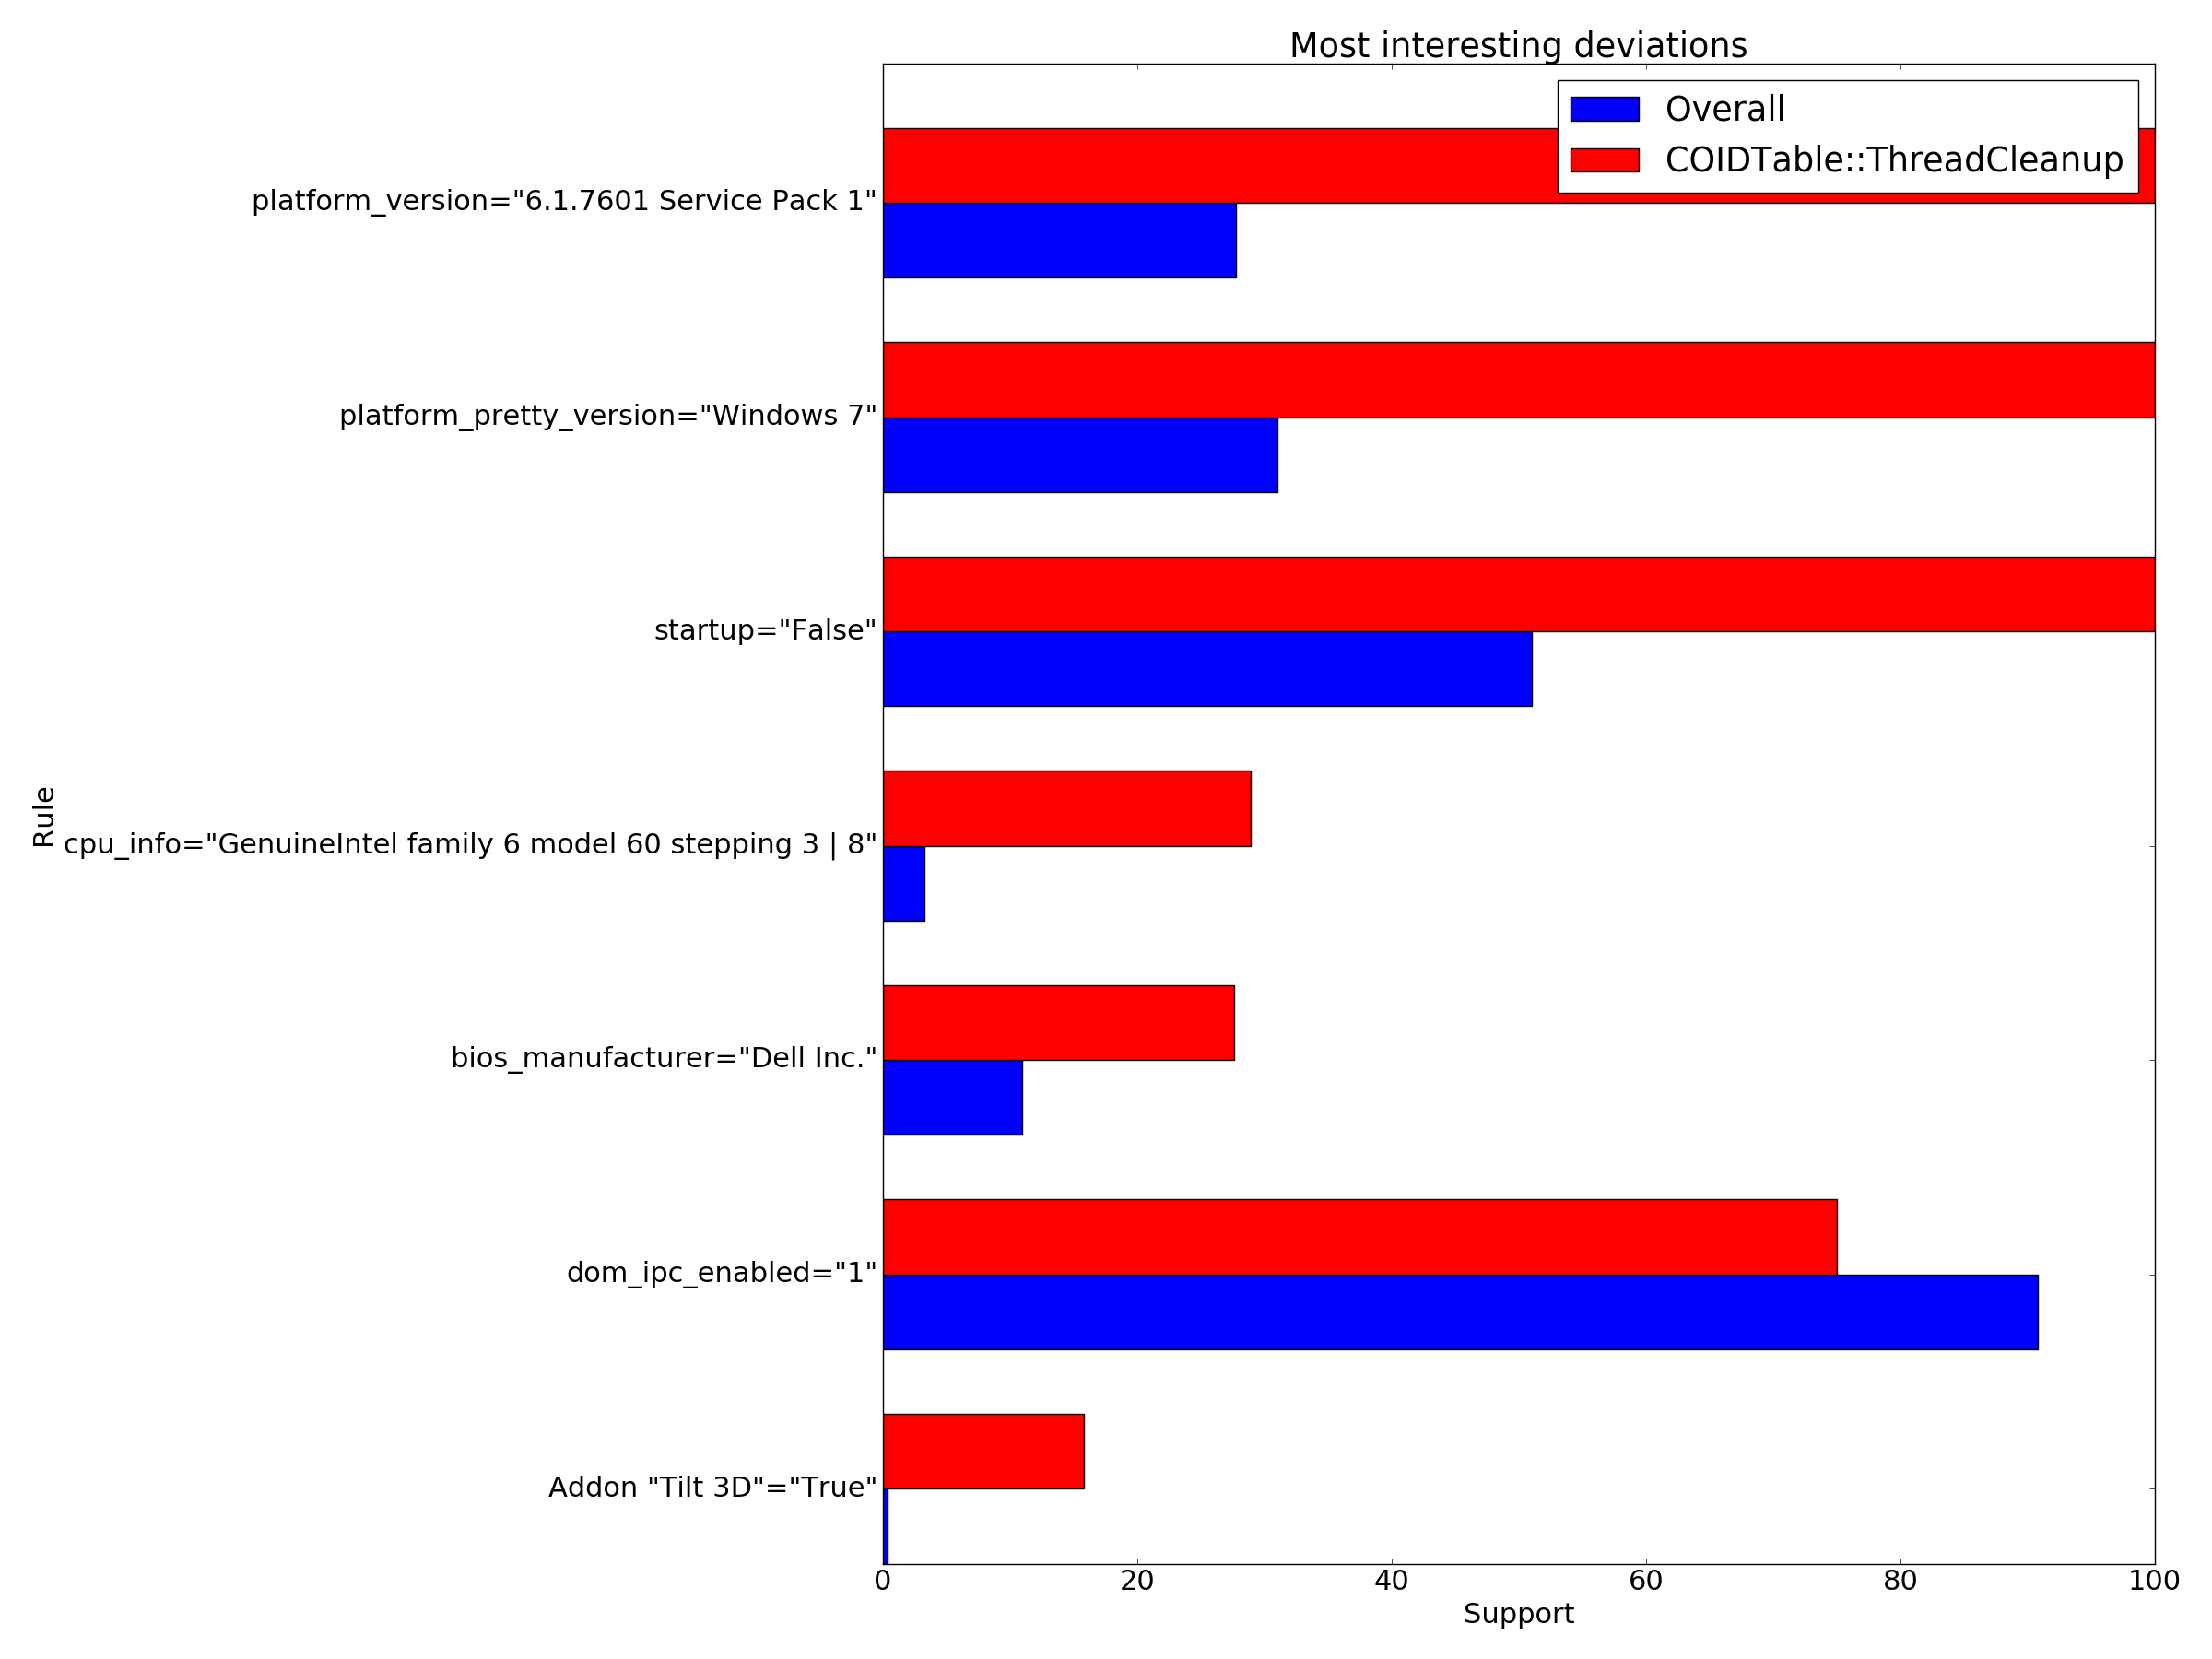 Most interesting deviations
Overall
COIDTable::ThreadCleanup
platform_version="6.1.7601 Service Pack 1"
platform_pretty_version="Windows 7"
startup="False"
cpu_info="GenuineIntel family 6 model 60 stepping 3 | 8"
bios_manufacturer="Dell Inc."
dom_ipc_enabled="1"
Addon "Tilt 3D"="True"
Rule
0 20 40 60 80 100
Support